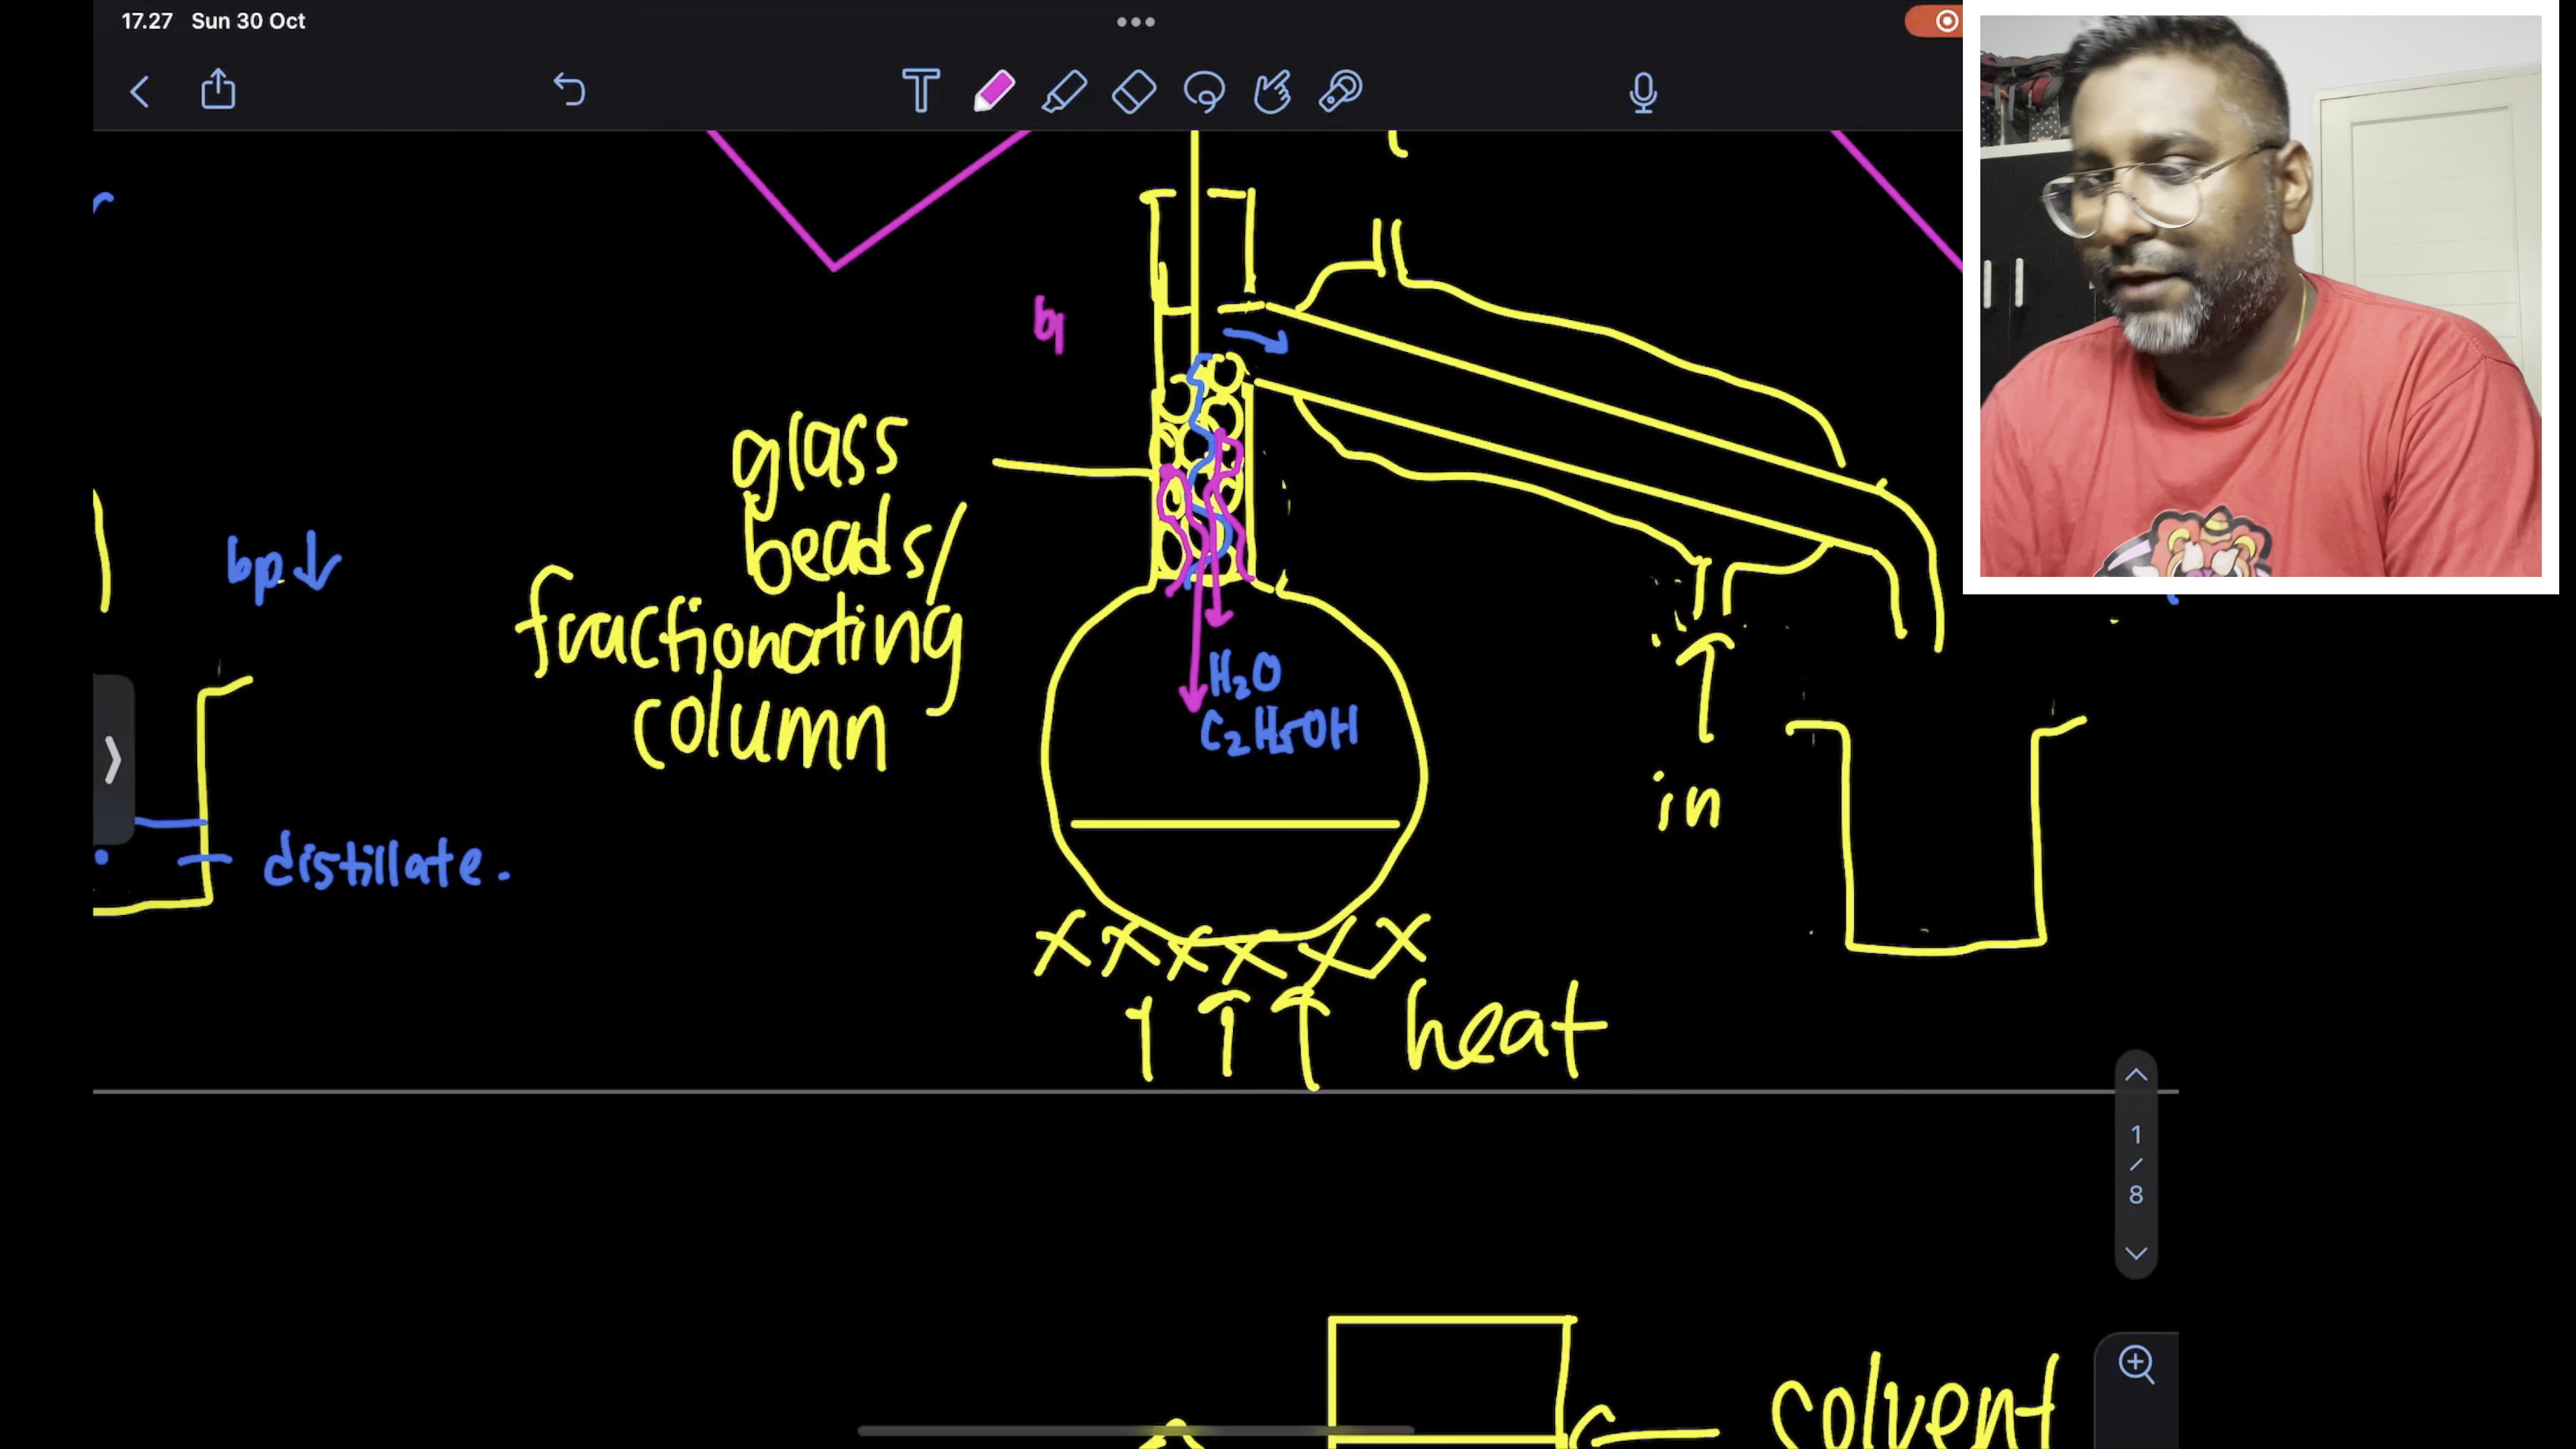 17.27 Sun 30 Oct
T
bp ↓
glass
beads/
fractionating
column
H₂O
C₂H₅OH
in
distillate.
heat
1
/
8
solvent